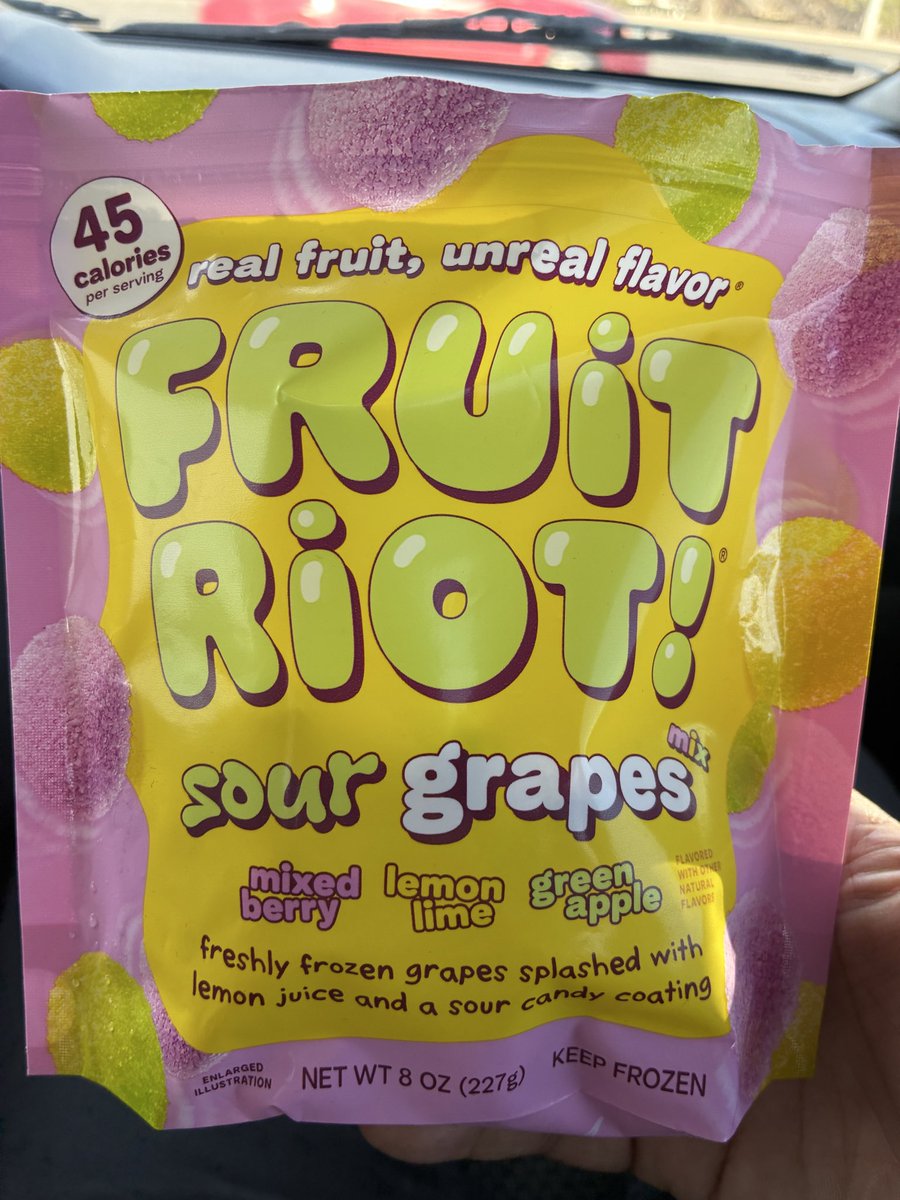 45
calories
per serving
real fruit, unreal flavor®
FRUiT
RiOT!®
sour grapes mix
mixed
berry
lemon
lime
green
apple
FLAVORED
WITH OTHER
NATURAL
FLAVORS
freshly frozen grapes splashed with
lemon juice and a sour candy coating
ENLARGED
ILLUSTRATION
NET WT 8 OZ (227g)
KEEP FROZEN